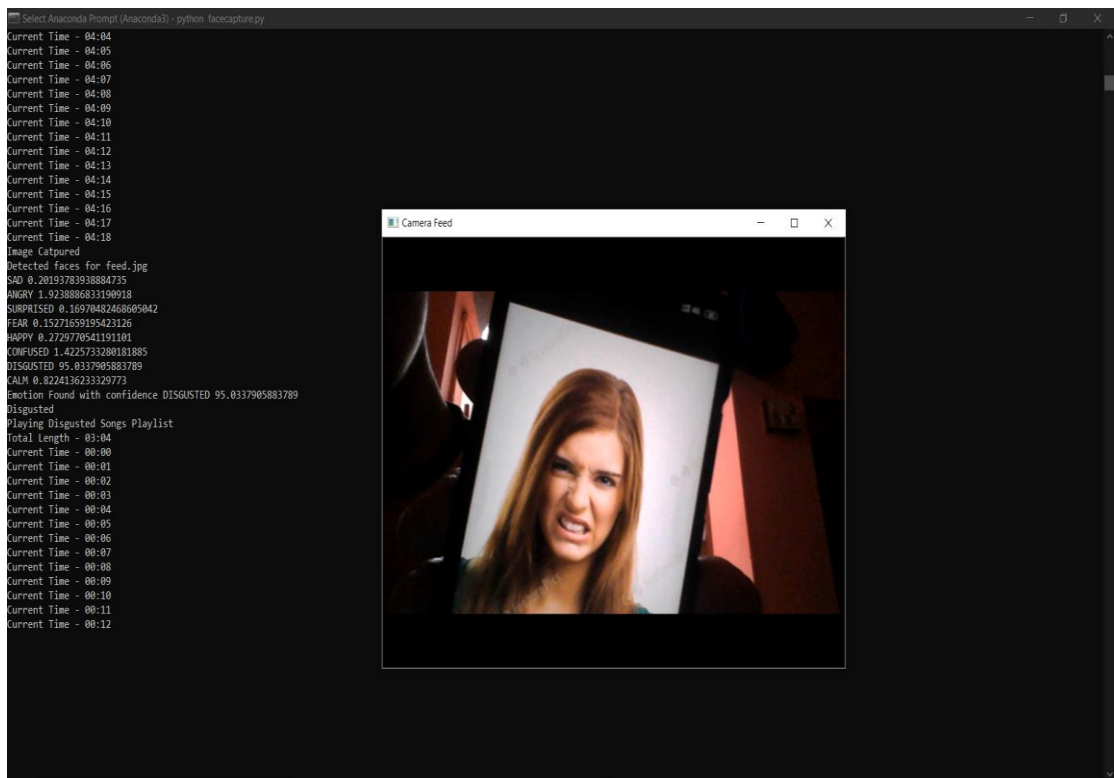 Select Anaconda Prompt (Anaconda3) - python facecapture.py
Current Time - 04:04
Current Time - 04:05
Current Time - 04:06
Current Time - 04:07
Current Time - 04:08
Current Time - 04:09
Current Time - 04:10
Current Time - 04:11
Current Time - 04:12
Current Time - 04:13
Current Time - 04:14
Current Time - 04:15
Current Time - 04:16
Current Time - 04:17
Current Time - 04:18
Image Catpured
Detected faces for feed.jpg
SAD 0.20193783938884735
ANGRY 1.9238886833190918
SURPRISED 0.16970482468605042
FEAR 0.15271659195423126
HAPPY 0.2729770541191101
CONFUSED 1.4225733280181885
DISGUSTED 95.0337905883789
CALM 0.8224136233329773
Emotion Found with confidence DISGUSTED 95.0337905883789
Disgusted
Playing Disgusted Songs Playlist
Total Length - 03:04
Current Time - 00:00
Current Time - 00:01
Current Time - 00:02
Current Time - 00:03
Current Time - 00:04
Current Time - 00:05
Current Time - 00:06
Current Time - 00:07
Current Time - 00:08
Current Time - 00:09
Current Time - 00:10
Current Time - 00:11
Current Time - 00:12
Camera Feed